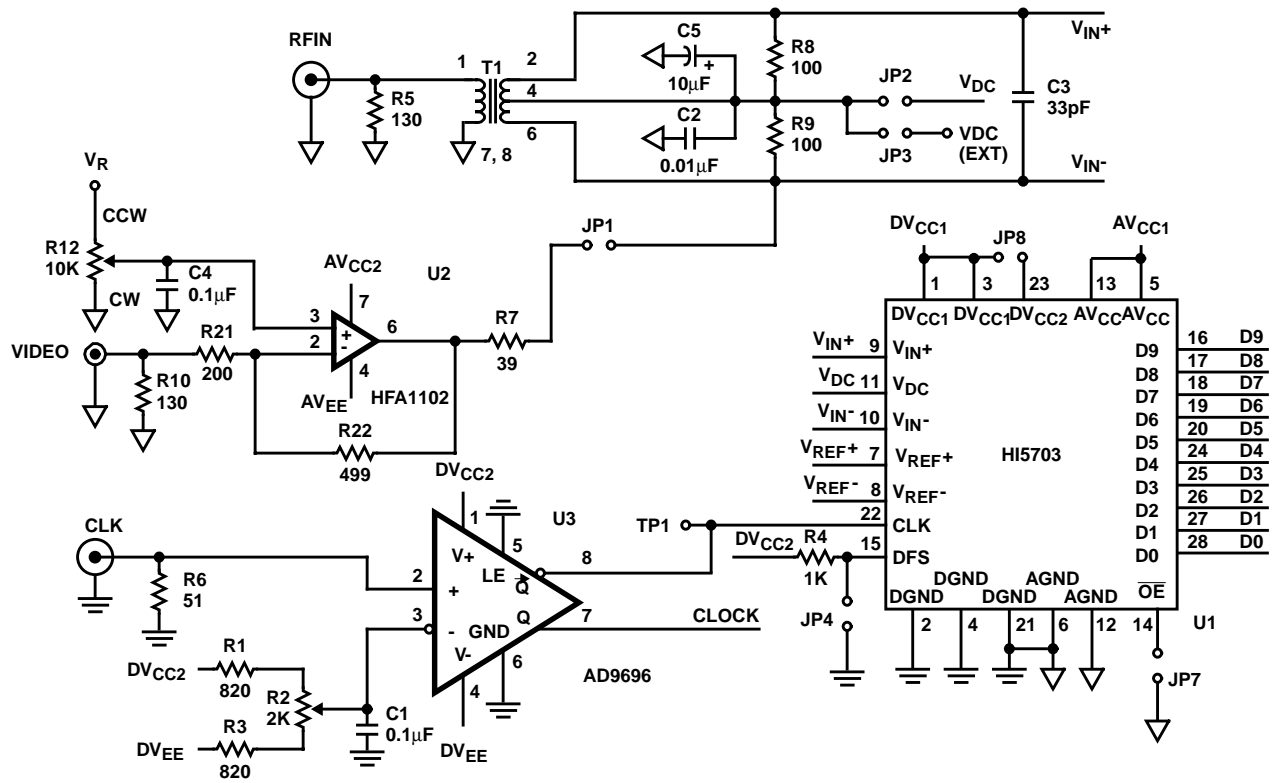 RFIN
1
T1
2
4
6
7, 8
R5
130
C5
+
10μF
C2
0.01μF
R8
100
R9
100
JP2
VDC
JP3
VDC
(EXT)
C3
33pF
VIN+
VIN-
VR
CCW
R12
10K
CW
C4
0.1μF
AVCC2
U2
3
+
2
-
7
6
4
AVEE
HFA1102
R7
39
JP1
VIDEO
R10
130
R21
200
R22
499
CLK
R6
51
DVCC2
U3
1
V+
5
LE
Q
8
2
+
3
-
GND
Q
7
CLOCK
V-
6
4
DVEE
AD9696
DVCC2
R1
820
R2
2K
R3
820
DVEE
C1
0.1μF
TP1
DVCC2
R4
1K
JP4
DVCC1
JP8
AVCC1
1
3
23
13
5
DVCC1
DVCC1
DVCC2
AVCC
AVCC
VIN+ 9 VIN+
VDC 11 VDC
VIN- 10 VIN-
VREF+ 7 VREF+
VREF- 8 VREF-
22 CLK
15 DFS
HI5703
D9 16 D9
D8 17 D8
D7 18 D7
D6 19 D6
D5 20 D5
D4 24 D4
D3 25 D3
D2 26 D2
D1 27 D1
D0 28 D0
DGND
DGND
DGND
AGND
AGND
OE
2
4
21
6
12
14
U1
JP7